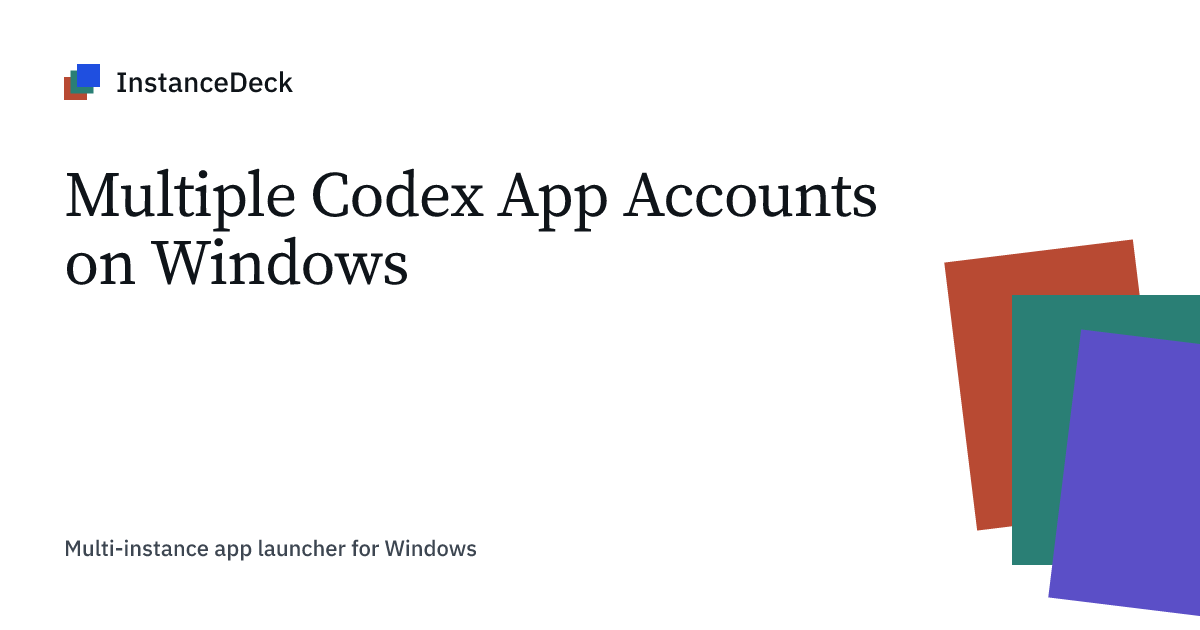 InstanceDeck
Multiple Codex App Accounts
on Windows
Multi-instance app launcher for Windows